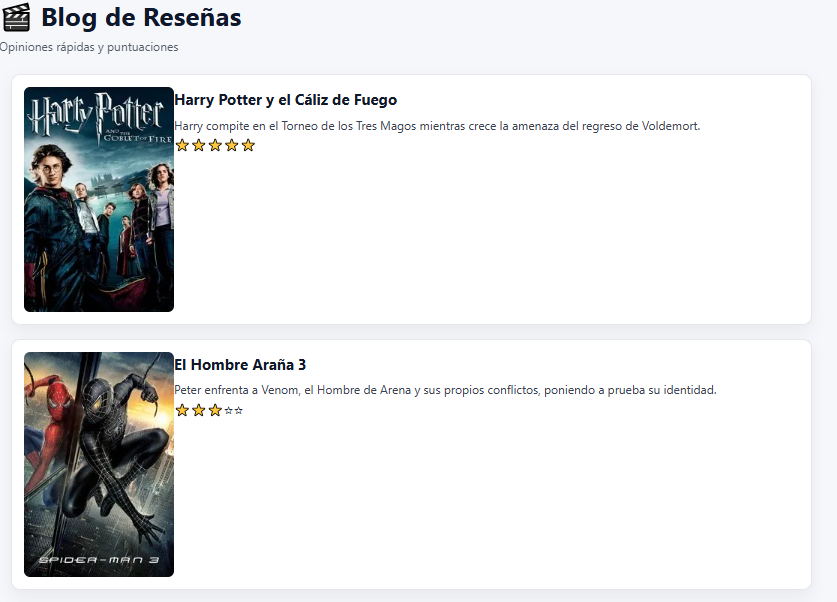 Blog de Reseñas
Opiniones rápidas y puntuaciones
Harry Potter
AND THE
GOBLET OF FIRE
Harry Potter y el Cáliz de Fuego
Harry compite en el Torneo de los Tres Magos mientras crece la amenaza del regreso de Voldemort.
El Hombre Araña 3
Peter enfrenta a Venom, el Hombre de Arena y sus propios conflictos, poniendo a prueba su identidad.
SPIDER-MAN 3